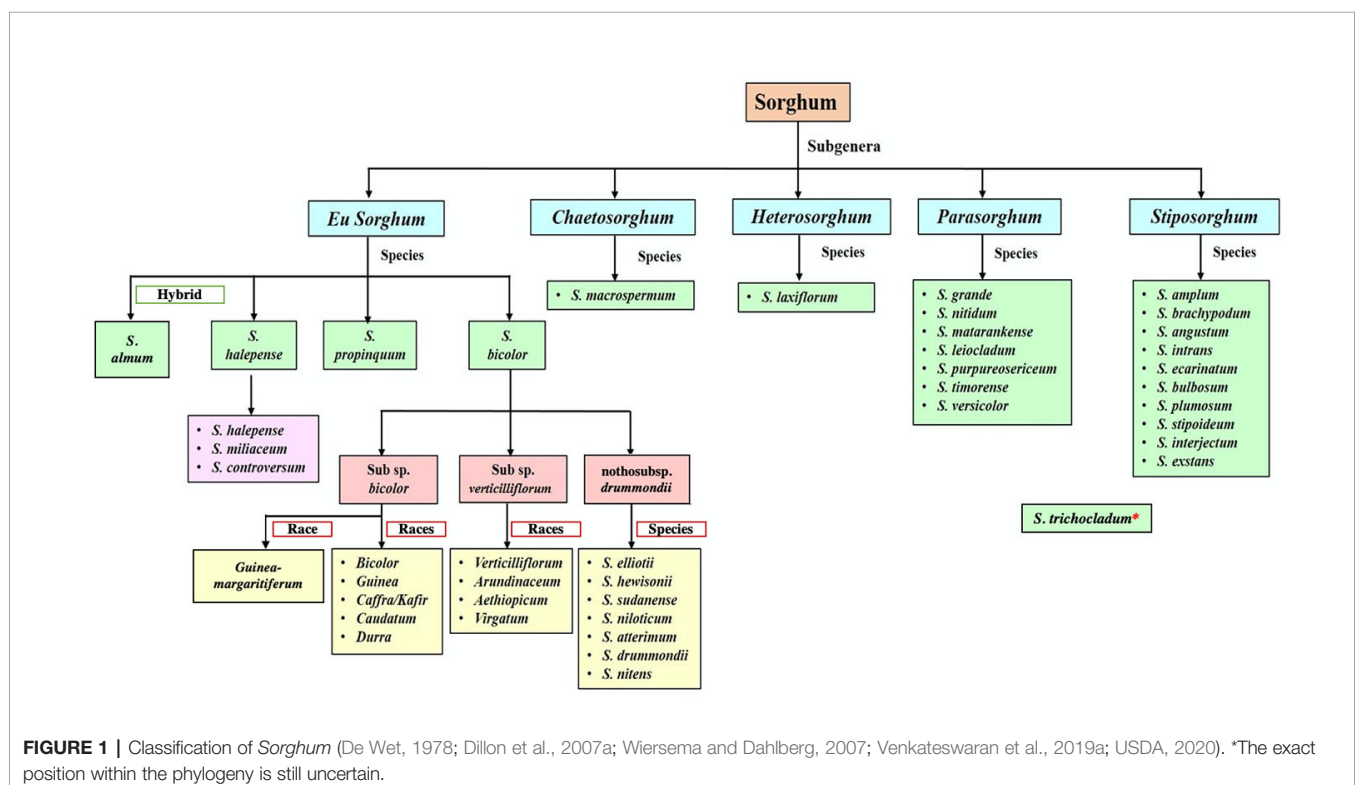 Sorghum
Subgenera
Eu Sorghum
Chaetosorghum
Heterosorghum
Parasorghum
Stiposorghum
Species
Species
Species
Species
Species
Hybrid
S.
almum
S.
halepense
S.
propinquum
S.
bicolor
• S. macrospermum
• S. laxiflorum
• S. grande
• S. nitidum
• S. matarankense
• S. leiocladum
• S. purpureosericeum
• S. timorense
• S. versicolor
• S. amplum
• S. brachypodum
• S. angustum
• S. intrans
• S. ecarinatum
• S. bulbosum
• S. plumosum
• S. stipoideum
• S. interjectum
• S. exstans
• S. halepense
• S. miliaceum
• S. controversum
Sub sp.
bicolor
Sub sp.
verticilliflorum
nothosubsp.
drummondii
S. trichocladum*
Race
Races
Races
Species
Guinea-
margaritiferum
• Bicolor
• Guinea
• Caffra/Kafir
• Caudatum
• Durra
• Verticilliflorum
• Arundinaceum
• Aethiopicum
• Virgatum
• S. elliotii
• S. hewisonii
• S. sudanense
• S. niloticum
• S. atterimum
• S. drummondii
• S. nitens
FIGURE 1 | Classification of Sorghum (De Wet, 1978; Dillon et al., 2007a; Wiersema and Dahlberg, 2007; Venkateswaran et al., 2019a; USDA, 2020). *The exact
position within the phylogeny is still uncertain.